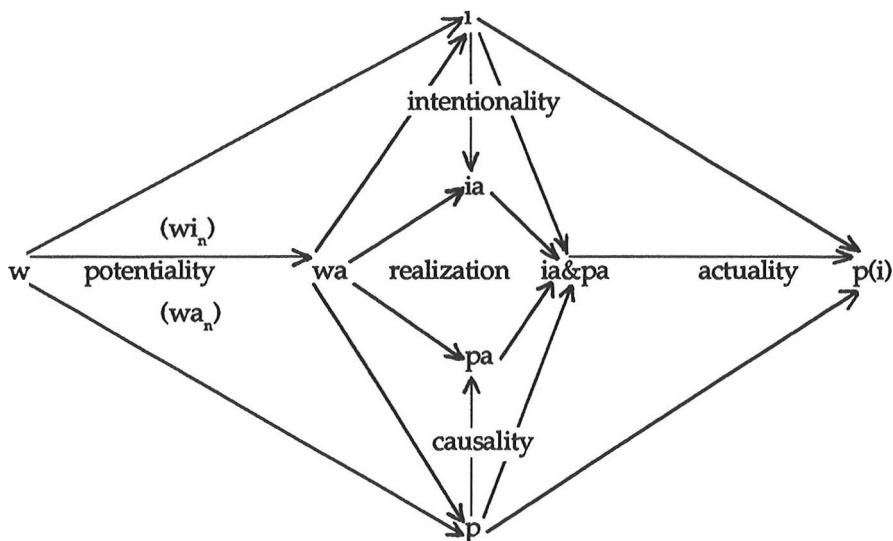 i
intentionality
ia
(wi_n)
w potentiality wa realization ia&pa actuality p(i)
(wa_n)
pa
causality
p